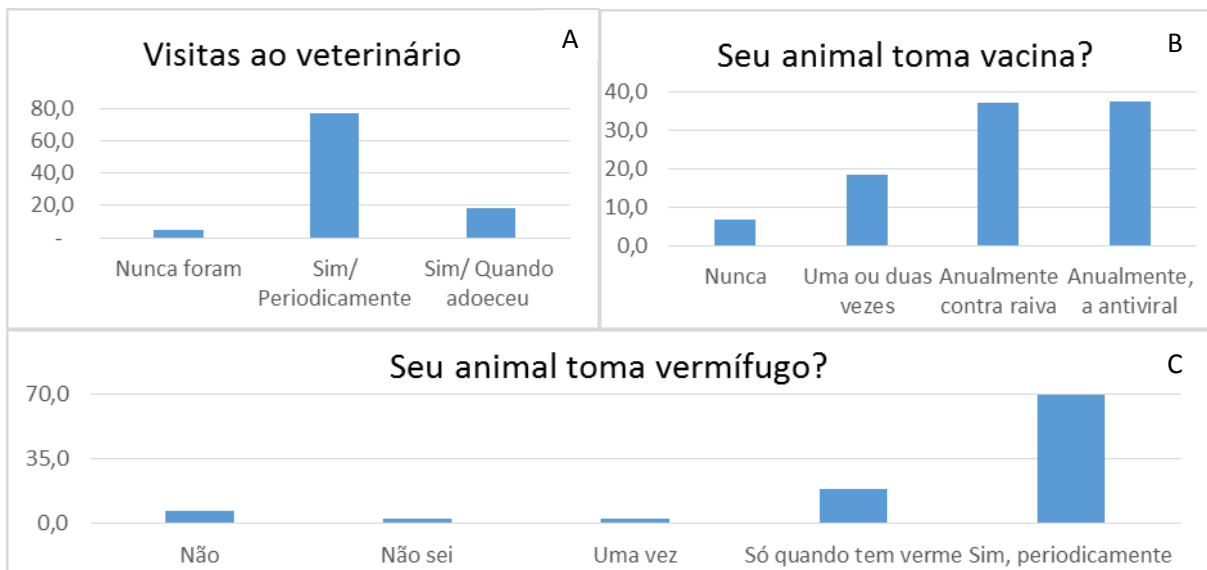 Visitas ao veterinário
A
80,0
60,0
40,0
20,0
-
Nunca foram
Sim/
Periodicamente
Sim/ Quando
adoeceu
Seu animal toma vacina?
B
40,0
30,0
20,0
10,0
0,0
Nunca
Uma ou duas
vezes
Anualmente
contra raiva
Anualmente,
a antiviral
Seu animal toma vermífugo?
C
70,0
35,0
0,0
Não
Não sei
Uma vez
Só quando tem verme
Sim, periodicamente